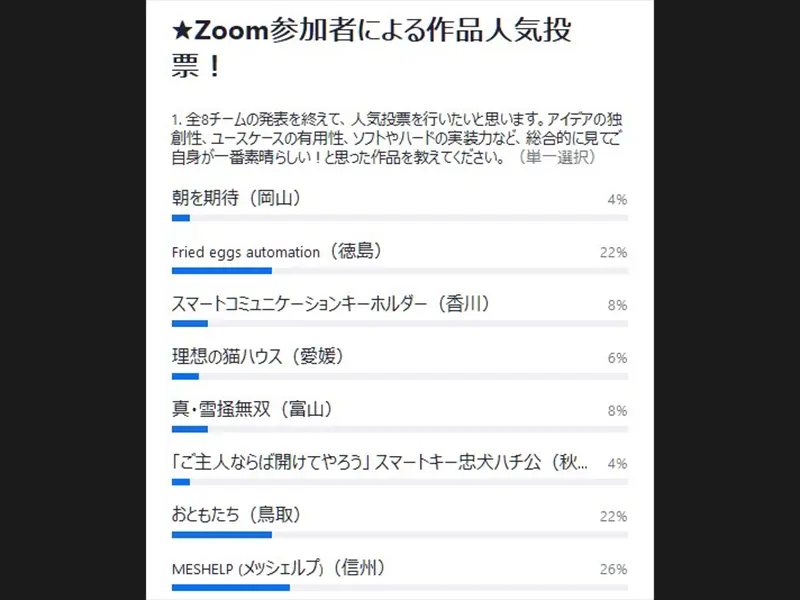 ★Zoom参加者による作品人気投
票！
1. 全8チームの発表を終えて、人気投票を行いたいと思います。アイデアの独
創性、ユースケースの有用性、ソフトやハードの実装力など、総合的に見てご
自身が一番素晴らしい！と思った作品を教えてください。（単一選択）
朝を期待（岡山） 4%
Fried eggs automation（徳島） 22%
スマートコミュニケーションキーホルダー（香川） 8%
理想の猫ハウス（愛媛） 6%
真・雪掻無双（富山） 8%
「ご主人ならば開けてやろう」スマートキー忠犬ハチ公（秋... 4%
おともたち（鳥取） 22%
MESHELP (メッシェルプ)（信州） 26%